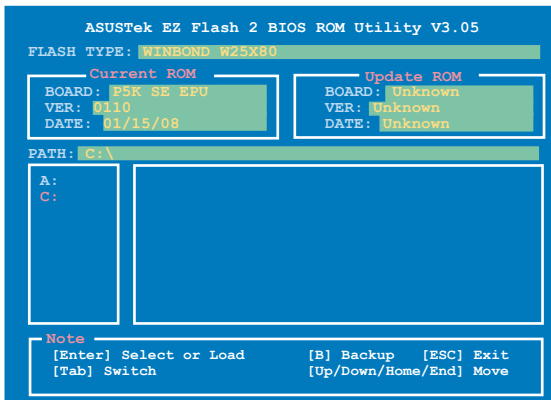 ASUSTek EZ Flash 2 BIOS ROM Utility V3.05
FLASH TYPE: WINBOND W25X80
Current ROM
BOARD: P5K SE EPU
VER: 0110
DATE: 01/15/08
Update ROM
BOARD: Unknown
VER: Unknown
DATE: Unknown
PATH: C:\
A:
C:
Note
[Enter] Select or Load [B] Backup [ESC] Exit
[Tab] Switch [Up/Down/Home/End] Move